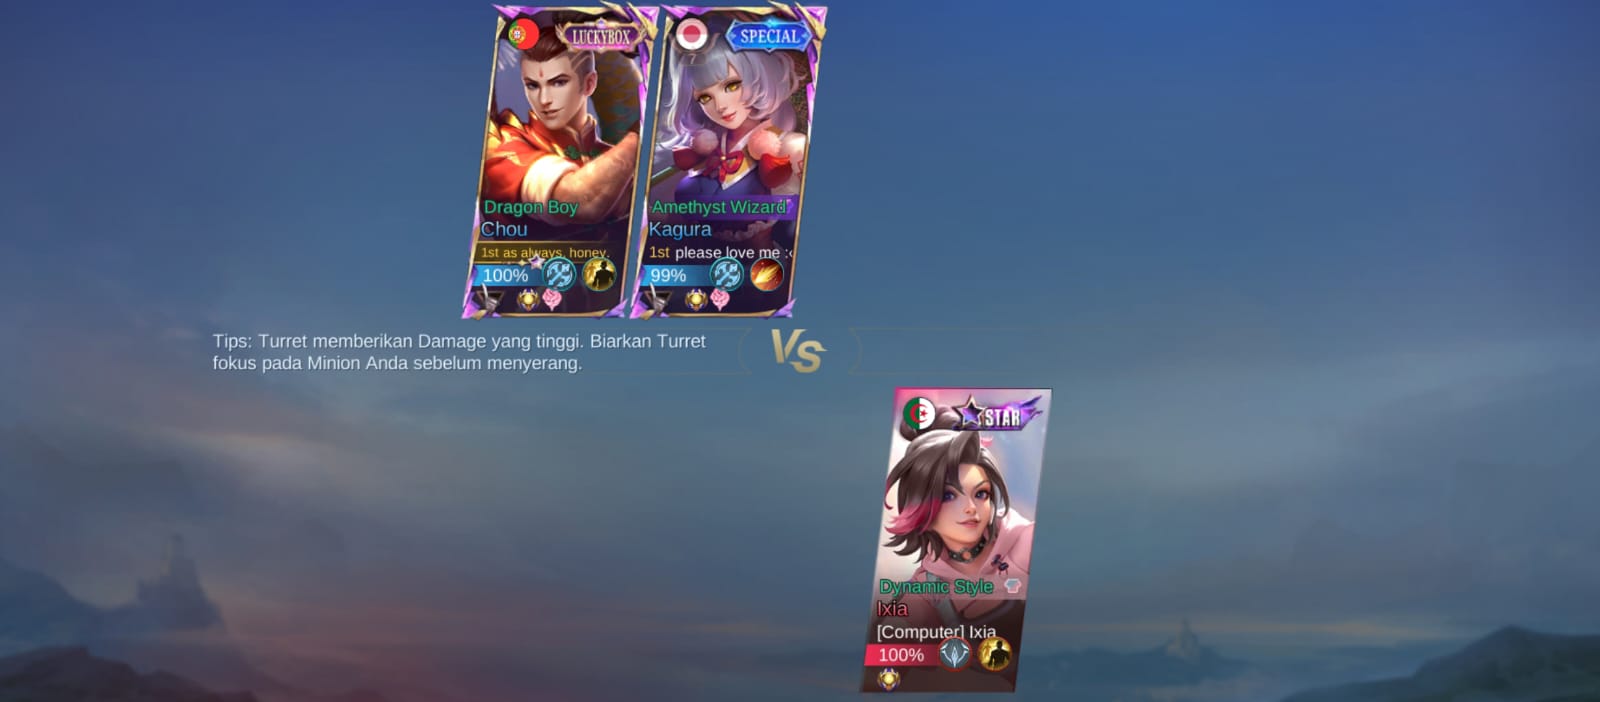 LUCKYBOX
Dragon Boy
Chou
1st as always, honey.
100%
SPECIAL
7
Amethyst Wizard
Kagura
1st please love me :‹
99%
Tips: Turret memberikan Damage yang tinggi. Biarkan Turret
fokus pada Minion Anda sebelum menyerang.
VS
STAR
Dynamic Style
Ixia
[Computer] Ixia
100%